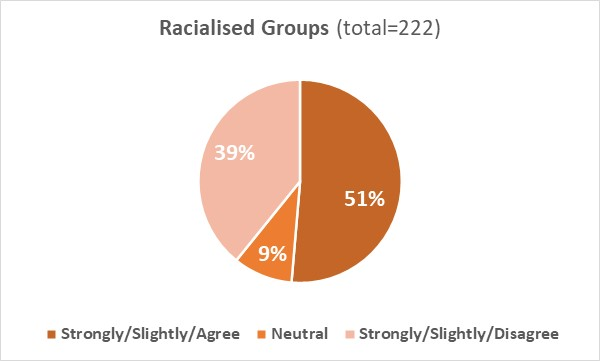 Racialised Groups (total=222)
39%
51%
9%
Strongly/Slightly/Agree Neutral Strongly/Slightly/Disagree